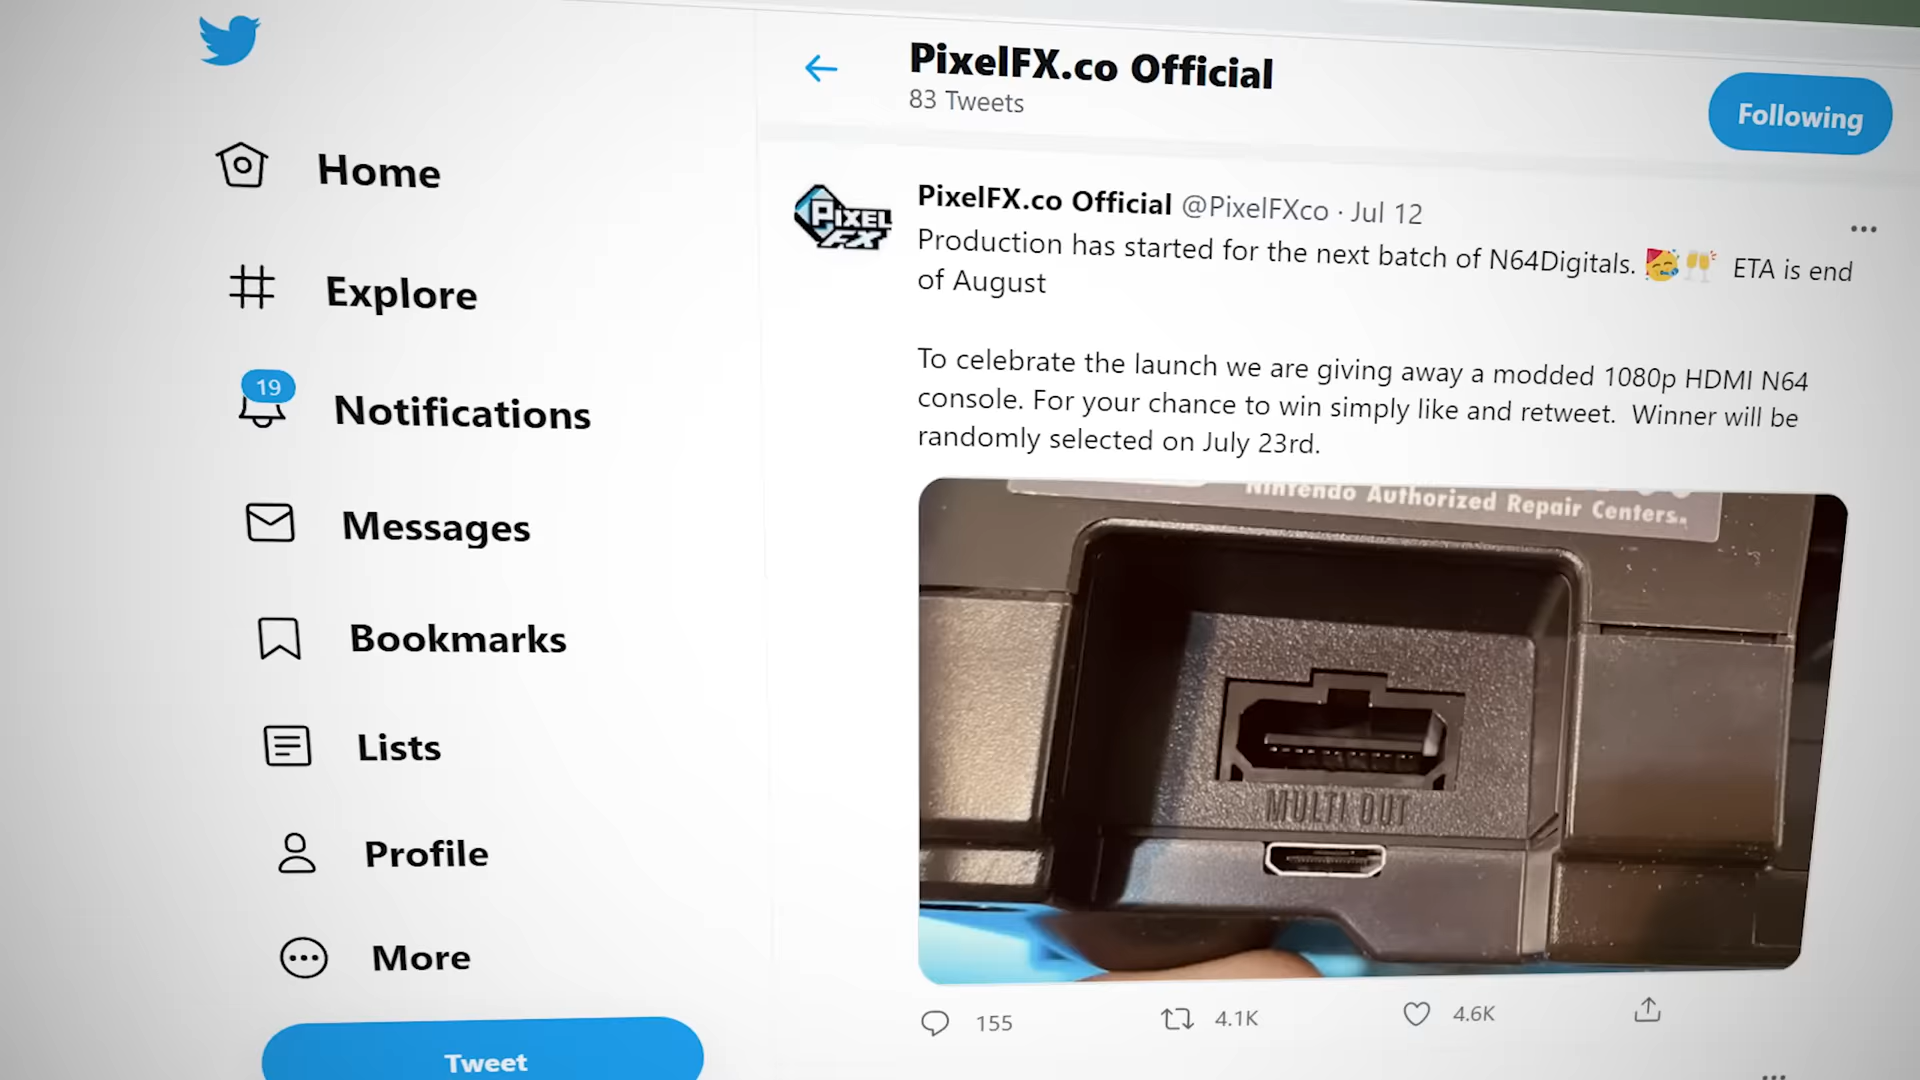 PixelFX.co Official
83 Tweets
Following
Home
Explore
19
Notifications
Messages
Bookmarks
Lists
Profile
More
Tweet
PIXEL
FX
PixelFX.co Official @PixelFXco · Jul 12
Production has started for the next batch of N64Digitals. 🥳🥂 ETA is end
of August
To celebrate the launch we are giving away a modded 1080p HDMI N64
console. For your chance to win simply like and retweet. Winner will be
randomly selected on July 23rd.
Nintendo Authorized Repair Centers.
MULTI OUT
155
4.1K
4.6K